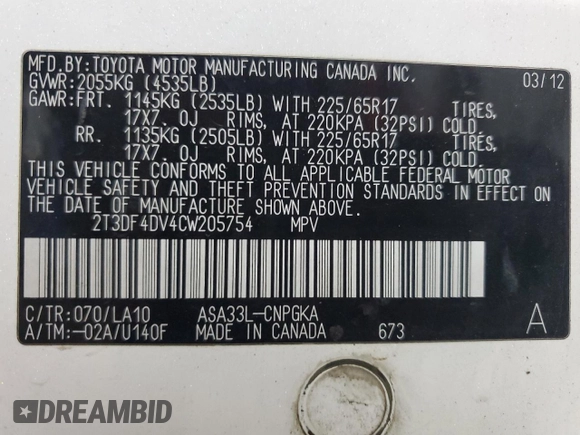 MFD.BY:TOYOTA MOTOR MANUFACTURING CANADA INC. 03/12
GVWR:2055KG (4535LB)
GAWR:FRT. 1145KG (2535LB) WITH 225/65R17 TIRES,
17X7.0J RIMS, AT 220KPA (32PSI) COLD.
RR. 1135KG (2505LB) WITH 225/65R17 TIRES,
17X7.0J RIMS, AT 220KPA (32PSI) COLD.
THIS VEHICLE CONFORMS TO ALL APPLICABLE FEDERAL MOTOR
VEHICLE SAFETY AND THEFT PREVENTION STANDARDS IN EFFECT ON
THE DATE OF MANUFACTURE SHOWN ABOVE.
2T3DF4DV4CW205754 MPV
C/TR:070/LA10 ASA33L-CNPGKA
A/TM:-02A/U140F MADE IN CANADA 673 A
DREAMBID